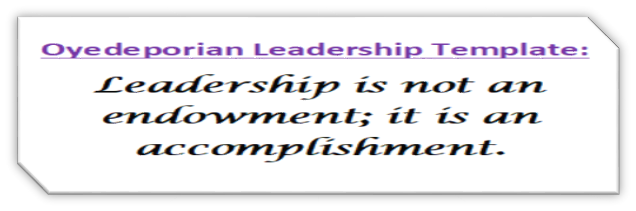 Oyedeporian Leadership Template:
Leadership is not an
endowment; it is an
accomplishment.